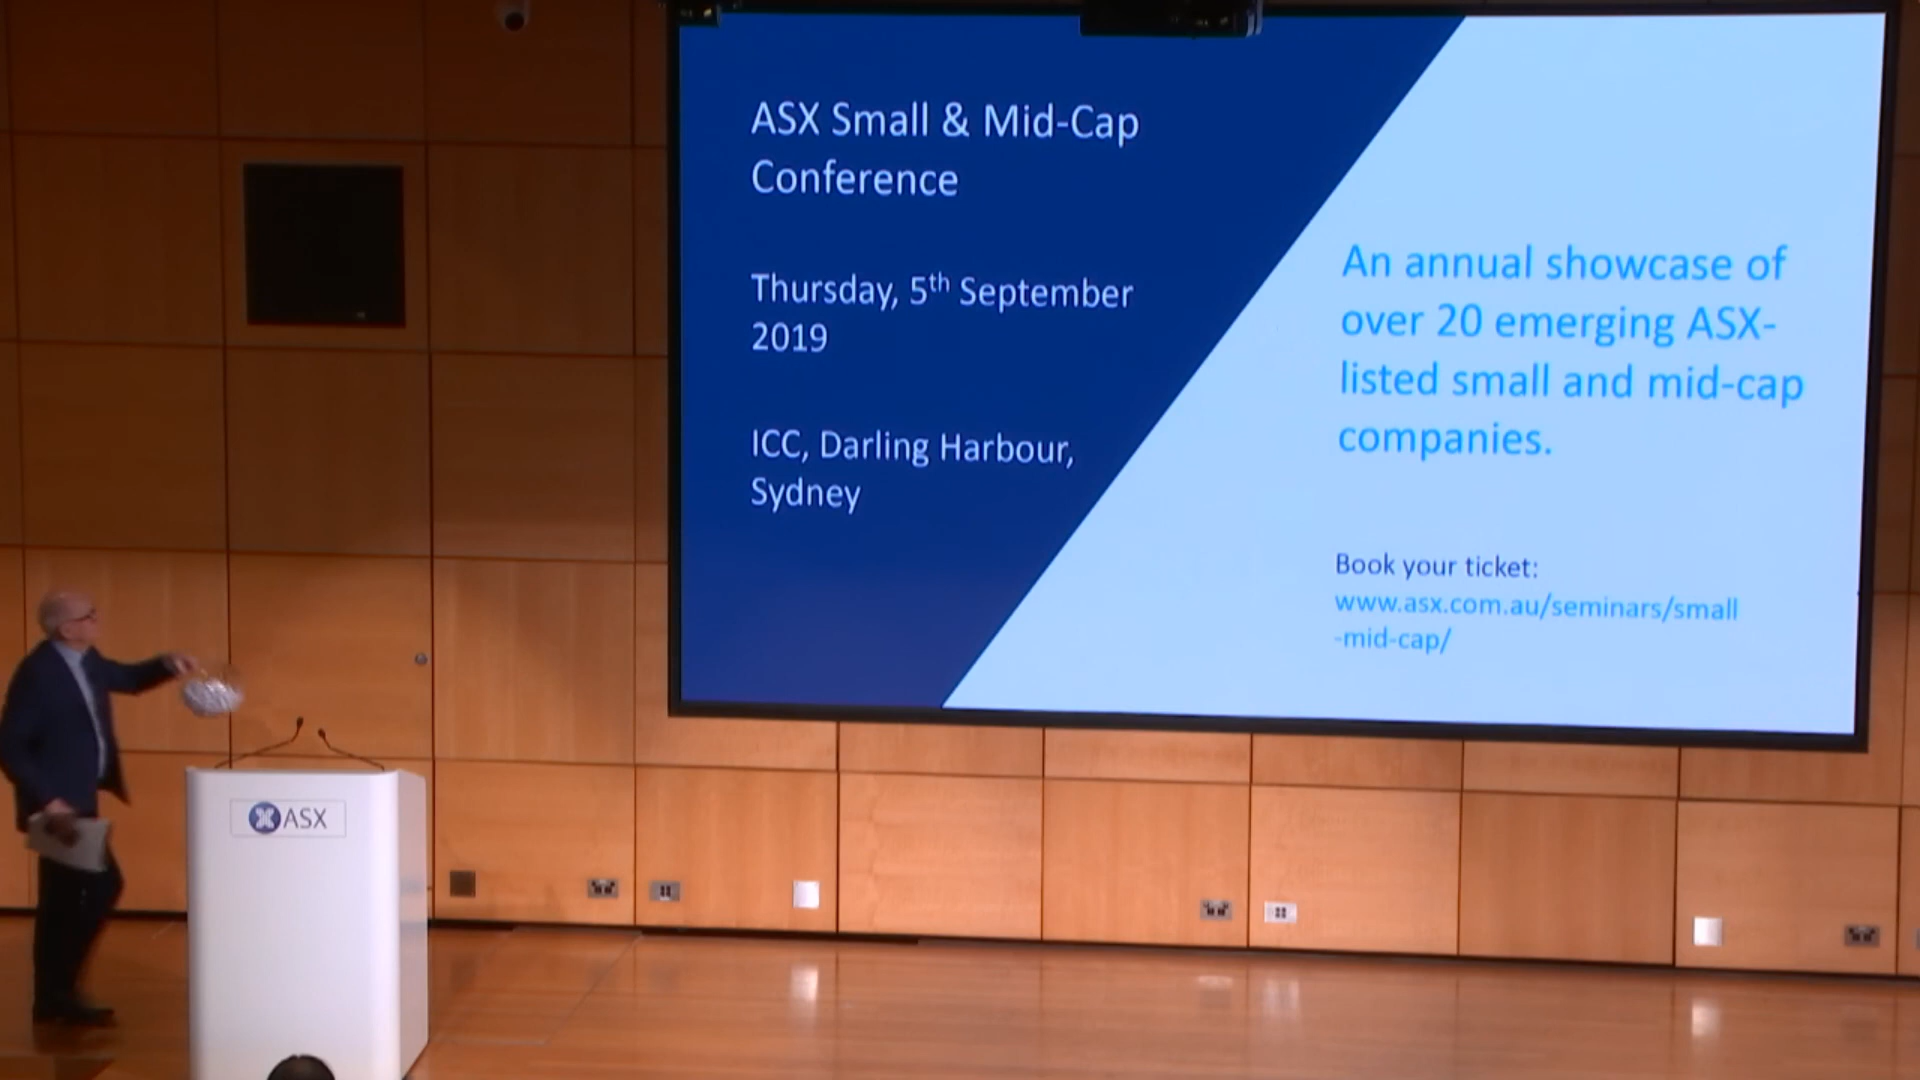 ASX Small & Mid-Cap
Conference
Thursday, 5th September
2019
ICC, Darling Harbour,
Sydney
An annual showcase of
over 20 emerging ASX-
listed small and mid-cap
companies.
Book your ticket:
www.asx.com.au/seminars/small
-mid-cap/
ASX